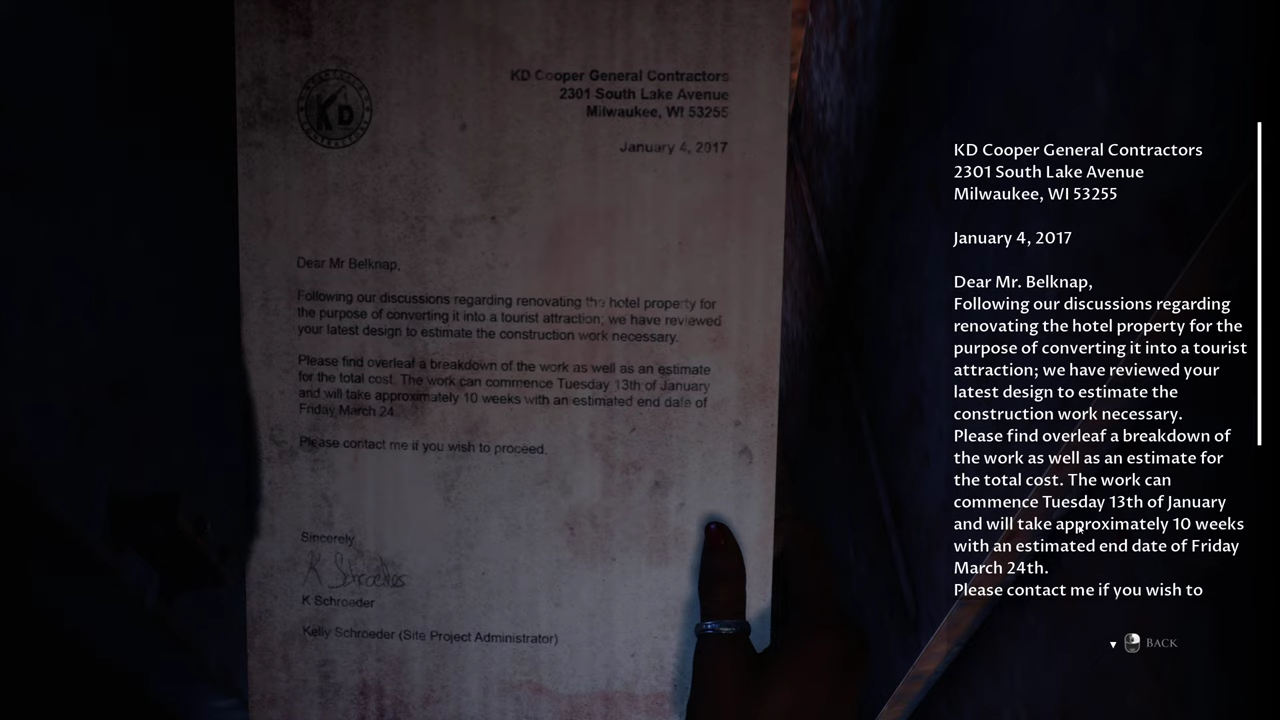 KD Cooper General Contractors
2301 South Lake Avenue
Milwaukee, WI 53255
January 4, 2017
KD
Dear Mr Belknap,
Following our discussions regarding renovating the hotel property for
the purpose of converting it into a tourist attraction; we have reviewed
your latest design to estimate the construction work necessary.
Please find overleaf a breakdown of the work as well as an estimate
for the total cost. The work can commence Tuesday 13th of January
and will take approximately 10 weeks with an estimated end date of
Friday March 24.
Please contact me if you wish to proceed.
Sincerely,
K Schroeder
K Schroeder
Kelly Schroeder (Site Project Administrator)
KD Cooper General Contractors
2301 South Lake Avenue
Milwaukee, WI 53255
January 4, 2017
Dear Mr. Belknap,
Following our discussions regarding
renovating the hotel property for the
purpose of converting it into a tourist
attraction; we have reviewed your
latest design to estimate the
construction work necessary.
Please find overleaf a breakdown of
the work as well as an estimate for
the total cost. The work can
commence Tuesday 13th of January
and will take approximately 10 weeks
with an estimated end date of Friday
March 24th.
Please contact me if you wish to
BACK